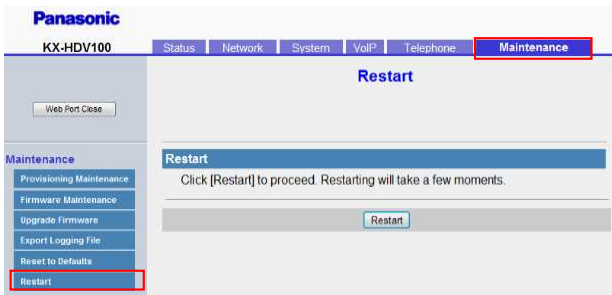 Panasonic
KX-HDV100 Status Network System VoIP Telephone Maintenance
Restart
Web Port Close
Maintenance
Provisioning Maintenance
Firmware Maintenance
Upgrade Firmware
Export Logging File
Reset to Defaults
Restart
Restart
Click [Restart] to proceed. Restarting will take a few moments.
Restart